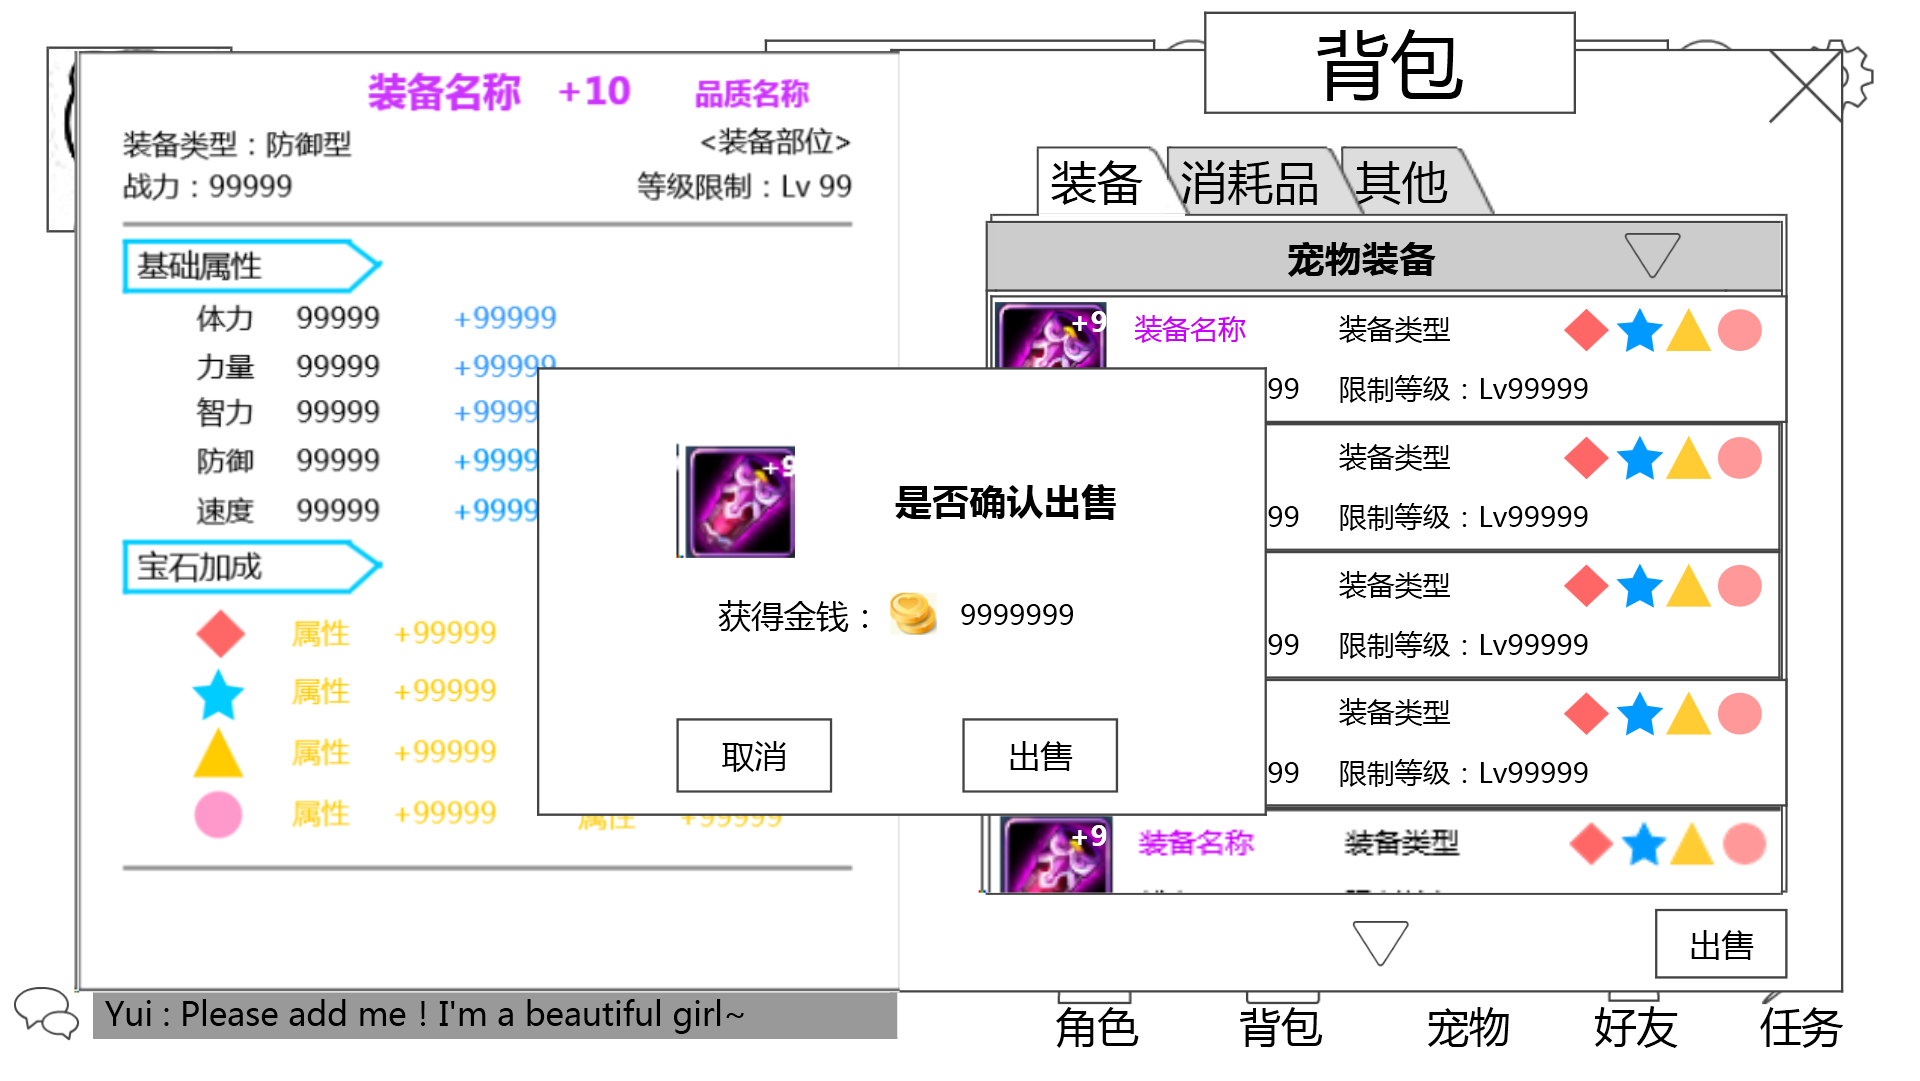 背包
装备名称 +10 品质名称
装备类型：防御型 <装备部位>
战力：99999 等级限制：Lv 99
基础属性
体力 99999 +99999
力量 99999 +99999
智力 99999 +9999
防御 99999 +9999
速度 99999 +9999
宝石加成
属性 +99999
属性 +99999
属性 +99999
属性 +99999 属性 +99999
装备 消耗品 其他
宠物装备
+9 装备名称 装备类型
99 限制等级：Lv99999
装备类型
99 限制等级：Lv99999
装备类型
99 限制等级：Lv99999
装备类型
99 限制等级：Lv99999
+9 装备名称 装备类型
+9
是否确认出售
获得金钱： 9999999
取消 出售
出售
Yui : Please add me ! I'm a beautiful girl~
角色 背包 宠物 好友 任务